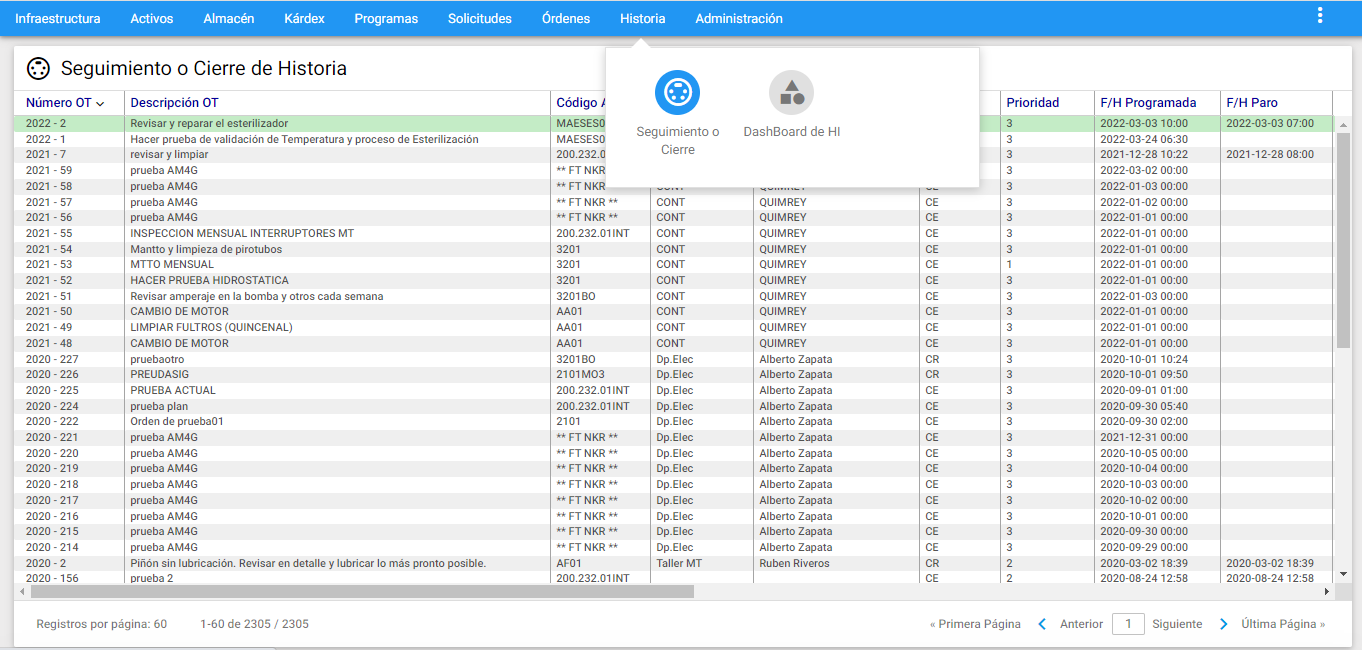 Infraestructura Activos Almacén Kárdex Programas Solicitudes Órdenes Historia Administración
Seguimiento o Cierre de Historia
Seguimiento o Cierre
DashBoard de HI
Número OT Descripción OT Código A Prioridad F/H Programada F/H Paro
2022 - 2 Revisar y reparar el esterilizador MAESES0 3 2022-03-03 10:00 2022-03-03 07:00
2022 - 1 Hacer prueba de validación de Temperatura y proceso de Esterilización MAESES0 3 2022-03-24 06:30
2021 - 7 revisar y limpiar 200.232.0 3 2021-12-28 10:22 2021-12-28 08:00
2021 - 59 prueba AM4G ** FT NKR 3 2022-03-02 00:00
2021 - 58 prueba AM4G ** FT NKR CONT QUIMREY CE 3 2022-01-03 00:00
2021 - 57 prueba AM4G ** FT NKR ** CONT QUIMREY CE 3 2022-01-02 00:00
2021 - 56 prueba AM4G ** FT NKR ** CONT QUIMREY CE 3 2022-01-01 00:00
2021 - 55 INSPECCION MENSUAL INTERRUPTORES MT 200.232.01INT CONT QUIMREY CE 3 2022-01-01 00:00
2021 - 54 Mantto y limpieza de pirotubos 3201 CONT QUIMREY CE 3 2022-01-01 00:00
2021 - 53 MTTO MENSUAL 3201 CONT QUIMREY CE 1 2022-01-01 00:00
2021 - 52 HACER PRUEBA HIDROSTATICA 3201 CONT QUIMREY CE 3 2022-01-01 00:00
2021 - 51 Revisar amperaje en la bomba y otros cada semana 3201BO CONT QUIMREY CE 3 2022-01-03 00:00
2021 - 50 CAMBIO DE MOTOR AA01 CONT QUIMREY CE 3 2022-01-01 00:00
2021 - 49 LIMPIAR FULTROS (QUINCENAL) AA01 CONT QUIMREY CE 3 2022-01-01 00:00
2021 - 48 CAMBIO DE MOTOR AA01 CONT QUIMREY CE 3 2022-01-01 00:00
2020 - 227 pruebaotro 3201BO Dp.Elec Alberto Zapata CR 3 2020-10-01 10:24
2020 - 226 PREUDASIG 2101MO3 Dp.Elec Alberto Zapata CR 3 2020-10-01 09:50
2020 - 225 PRUEBA ACTUAL 200.232.01INT Dp.Elec Alberto Zapata CE 3 2020-09-01 01:00
2020 - 224 prueba plan 200.232.01INT Dp.Elec Alberto Zapata CE 3 2020-09-30 05:40
2020 - 222 Orden de prueba01 2101 Dp.Elec Alberto Zapata CE 3 2020-09-30 02:00
2020 - 221 prueba AM4G ** FT NKR ** Dp.Elec Alberto Zapata CE 3 2021-12-31 00:00
2020 - 220 prueba AM4G ** FT NKR ** Dp.Elec Alberto Zapata CE 3 2020-10-05 00:00
2020 - 219 prueba AM4G ** FT NKR ** Dp.Elec Alberto Zapata CE 3 2020-10-04 00:00
2020 - 218 prueba AM4G ** FT NKR ** Dp.Elec Alberto Zapata CE 3 2020-10-03 00:00
2020 - 217 prueba AM4G ** FT NKR ** Dp.Elec Alberto Zapata CE 3 2020-10-02 00:00
2020 - 216 prueba AM4G ** FT NKR ** Dp.Elec Alberto Zapata CE 3 2020-10-01 00:00
2020 - 215 prueba AM4G ** FT NKR ** Dp.Elec Alberto Zapata CE 3 2020-09-30 00:00
2020 - 214 prueba AM4G ** FT NKR ** Dp.Elec Alberto Zapata CE 3 2020-09-29 00:00
2020 - 2 Piñón sin lubricación. Revisar en detalle y lubricar lo más pronto posible. AF01 Taller MT Ruben Riveros CR 2 2020-03-02 18:39 2020-03-02 18:39
2020 - 156 prueba 2 200.232.01INT CE 2 2020-08-24 12:58 2020-08-24 12:58
Registros por página: 60 1-60 de 2305 / 2305 « Primera Página Anterior 1 Siguiente Última Página »